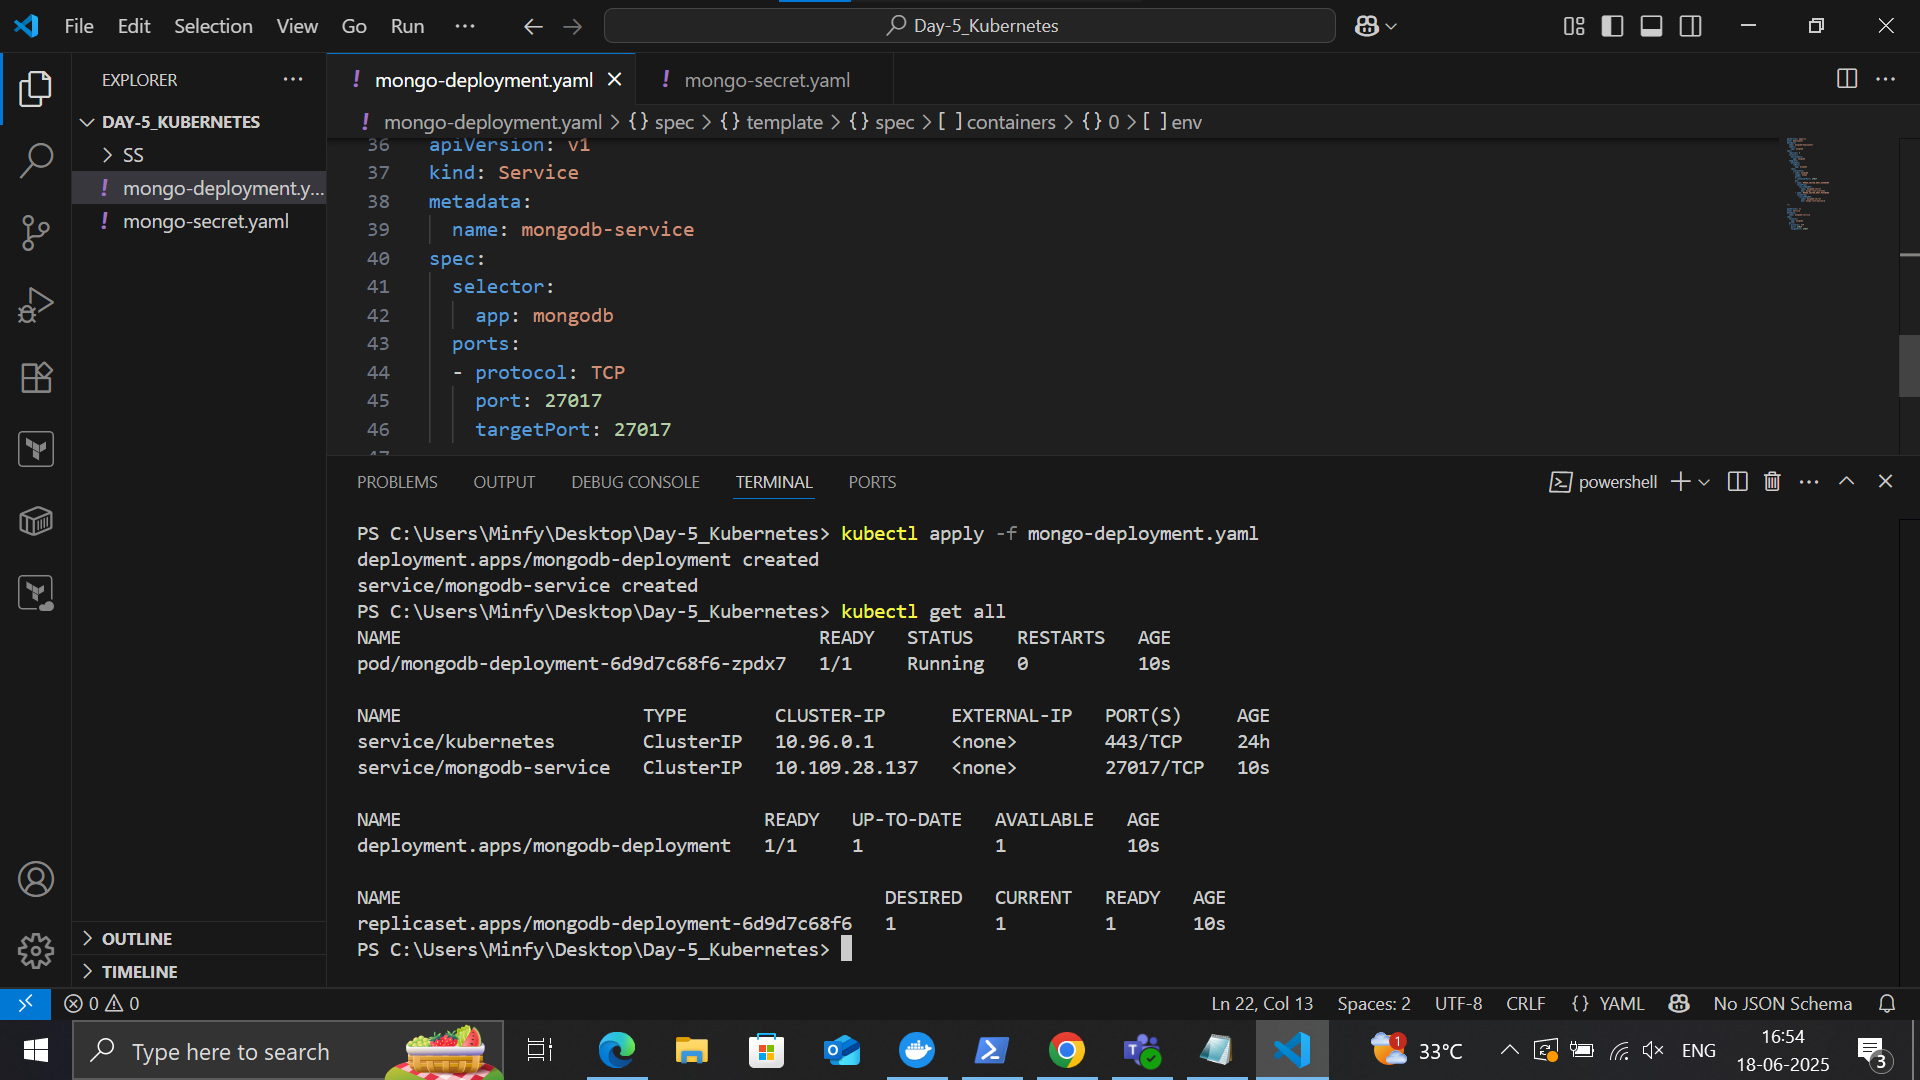 File Edit Selection View Go Run ··· Day-5_Kubernetes
EXPLORER ···
mongo-deployment.yaml mongo-secret.yaml
DAY-5_KUBERNETES
SS
mongo-deployment.y...
mongo-secret.yaml
mongo-deployment.yaml > {} spec > {} template > {} spec > [ ] containers > {} 0 > [ ] env
36 apiVersion: v1
37 kind: Service
38 metadata:
39 name: mongodb-service
40 spec:
41 selector:
42 app: mongodb
43 ports:
44 - protocol: TCP
45 port: 27017
46 targetPort: 27017
PROBLEMS OUTPUT DEBUG CONSOLE TERMINAL PORTS powershell
PS C:\Users\Minfy\Desktop\Day-5_Kubernetes> kubectl apply -f mongo-deployment.yaml
deployment.apps/mongodb-deployment created
service/mongodb-service created
PS C:\Users\Minfy\Desktop\Day-5_Kubernetes> kubectl get all
NAME READY STATUS RESTARTS AGE
pod/mongodb-deployment-6d9d7c68f6-zpdx7 1/1 Running 0 10s
NAME TYPE CLUSTER-IP EXTERNAL-IP PORT(S) AGE
service/kubernetes ClusterIP 10.96.0.1 <none> 443/TCP 24h
service/mongodb-service ClusterIP 10.109.28.137 <none> 27017/TCP 10s
NAME READY UP-TO-DATE AVAILABLE AGE
deployment.apps/mongodb-deployment 1/1 1 1 10s
NAME DESIRED CURRENT READY AGE
replicaset.apps/mongodb-deployment-6d9d7c68f6 1 1 1 10s
PS C:\Users\Minfy\Desktop\Day-5_Kubernetes>
OUTLINE
TIMELINE
0 0 Ln 22, Col 13 Spaces: 2 UTF-8 CRLF {} YAML No JSON Schema
Type here to search 1 33°C ENG 16:54
18-06-2025 3